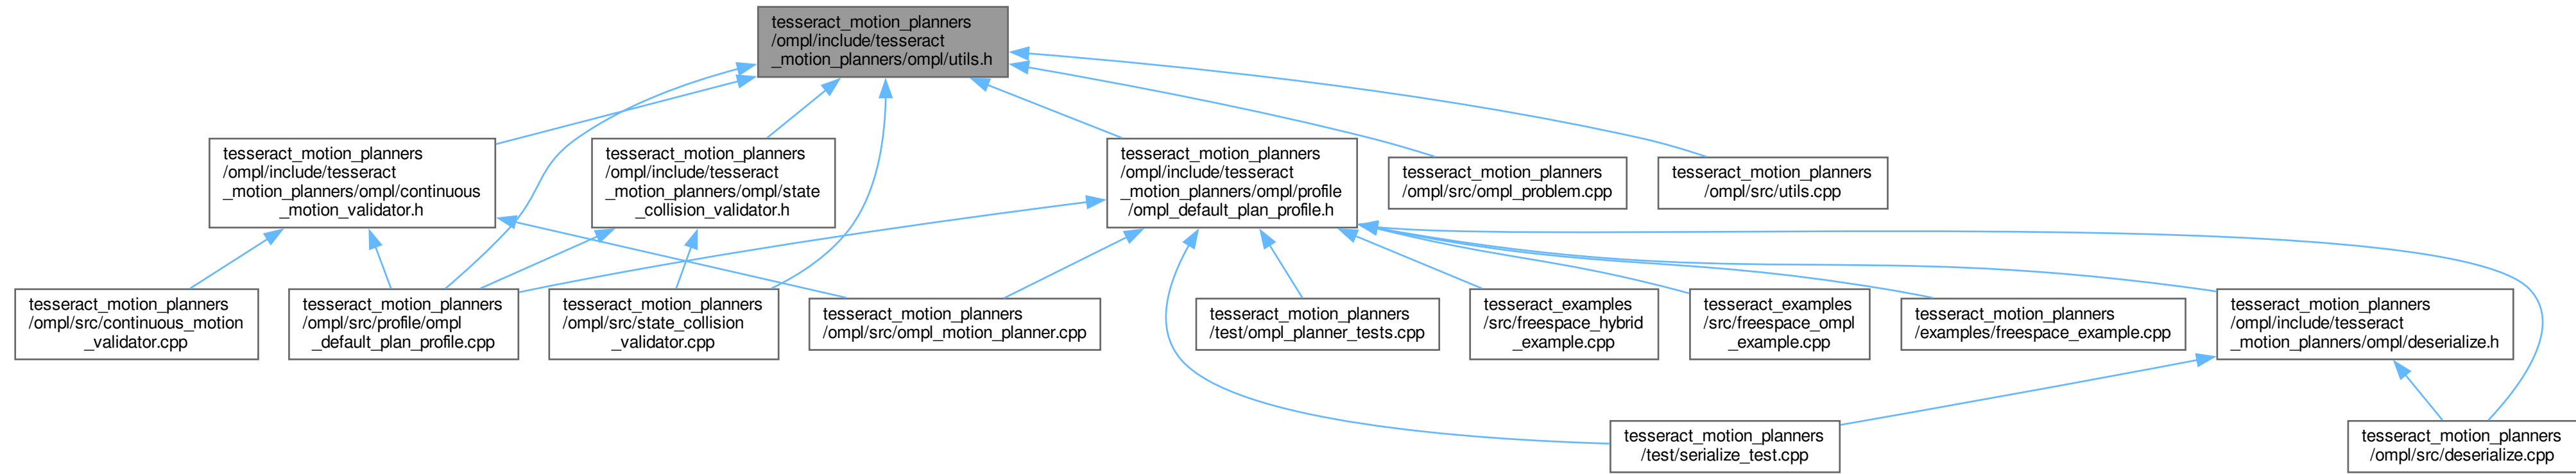 tesseract_motion_planners
/ompl/include/tesseract
_motion_planners/ompl/utils.h
tesseract_motion_planners
/ompl/include/tesseract
_motion_planners/ompl/continuous
_motion_validator.h
tesseract_motion_planners
/ompl/include/tesseract
_motion_planners/ompl/state
_collision_validator.h
tesseract_motion_planners
/ompl/include/tesseract
_motion_planners/ompl/profile
/ompl_default_plan_profile.h
tesseract_motion_planners
/ompl/src/ompl_problem.cpp
tesseract_motion_planners
/ompl/src/utils.cpp
tesseract_motion_planners
/ompl/src/continuous_motion
_validator.cpp
tesseract_motion_planners
/ompl/src/profile/ompl
_default_plan_profile.cpp
tesseract_motion_planners
/ompl/src/state_collision
_validator.cpp
tesseract_motion_planners
/ompl/src/ompl_motion_planner.cpp
tesseract_motion_planners
/test/ompl_planner_tests.cpp
tesseract_examples
/src/freespace_hybrid
_example.cpp
tesseract_examples
/src/freespace_ompl
_example.cpp
tesseract_motion_planners
/examples/freespace_example.cpp
tesseract_motion_planners
/ompl/include/tesseract
_motion_planners/ompl/deserialize.h
tesseract_motion_planners
/test/serialize_test.cpp
tesseract_motion_planners
/ompl/src/deserialize.cpp